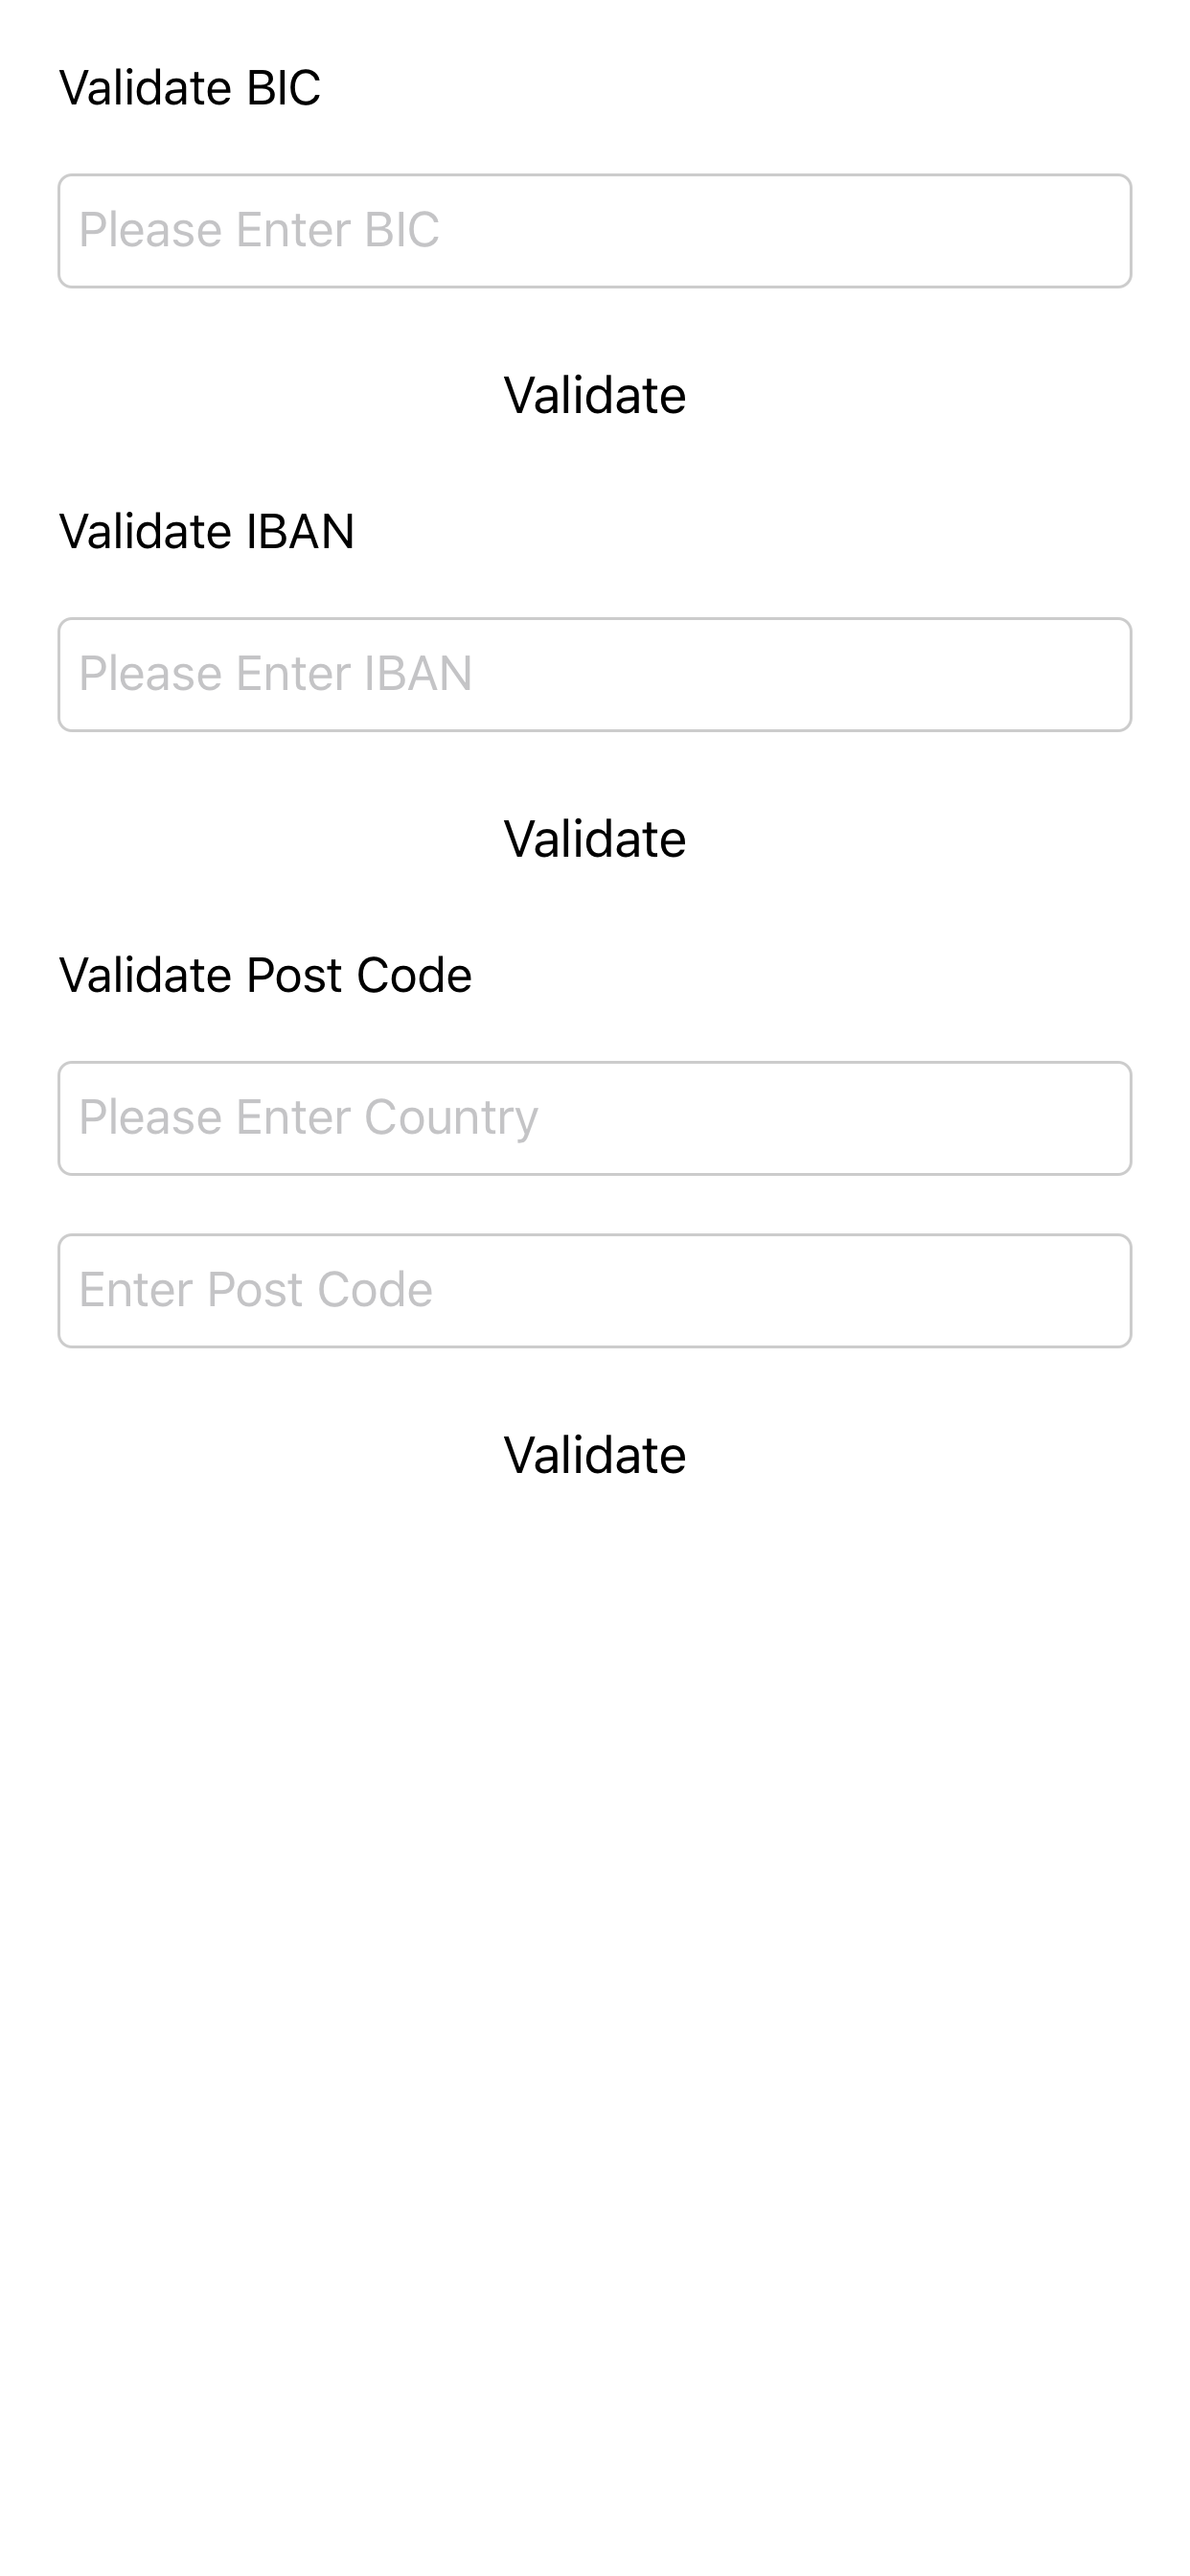 Validate BIC
Please Enter BIC
Validate
Validate IBAN
Please Enter IBAN
Validate
Validate Post Code
Please Enter Country
Enter Post Code
Validate